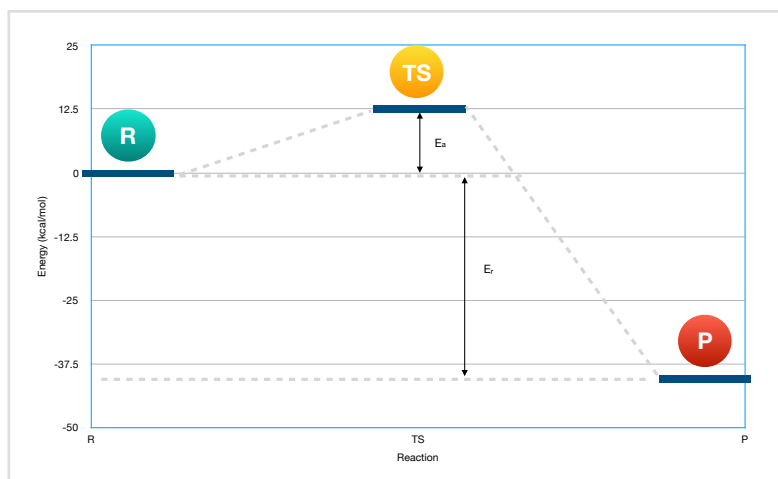 25
TS
12.5
R
Eₐ
0
Energy (kcal/mol)
-12.5
Eᵣ
-25
P
-37.5
-50
R
TS
P
Reaction